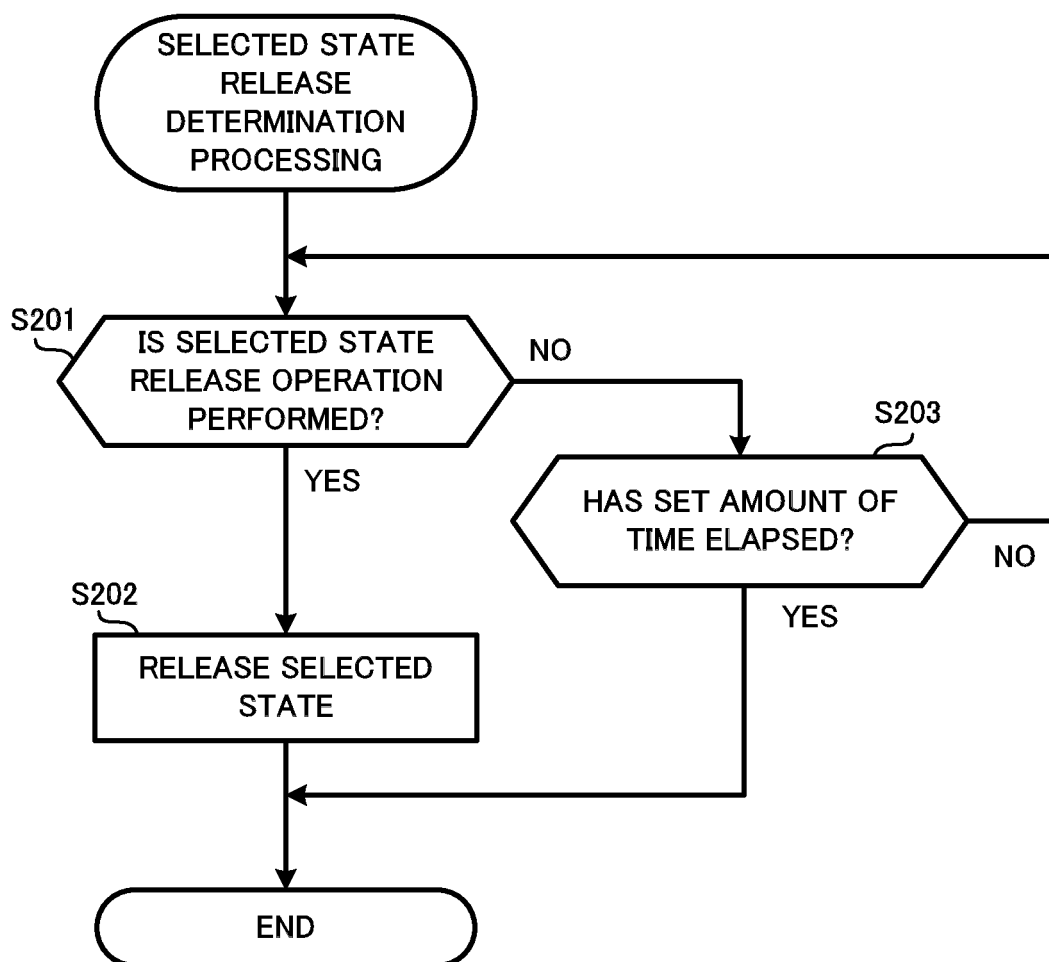 SELECTED STATE
RELEASE
DETERMINATION
PROCESSING
S201
IS SELECTED STATE
RELEASE OPERATION
PERFORMED?
NO
YES
S203
HAS SET AMOUNT OF
TIME ELAPSED?
NO
YES
S202
RELEASE SELECTED
STATE
END